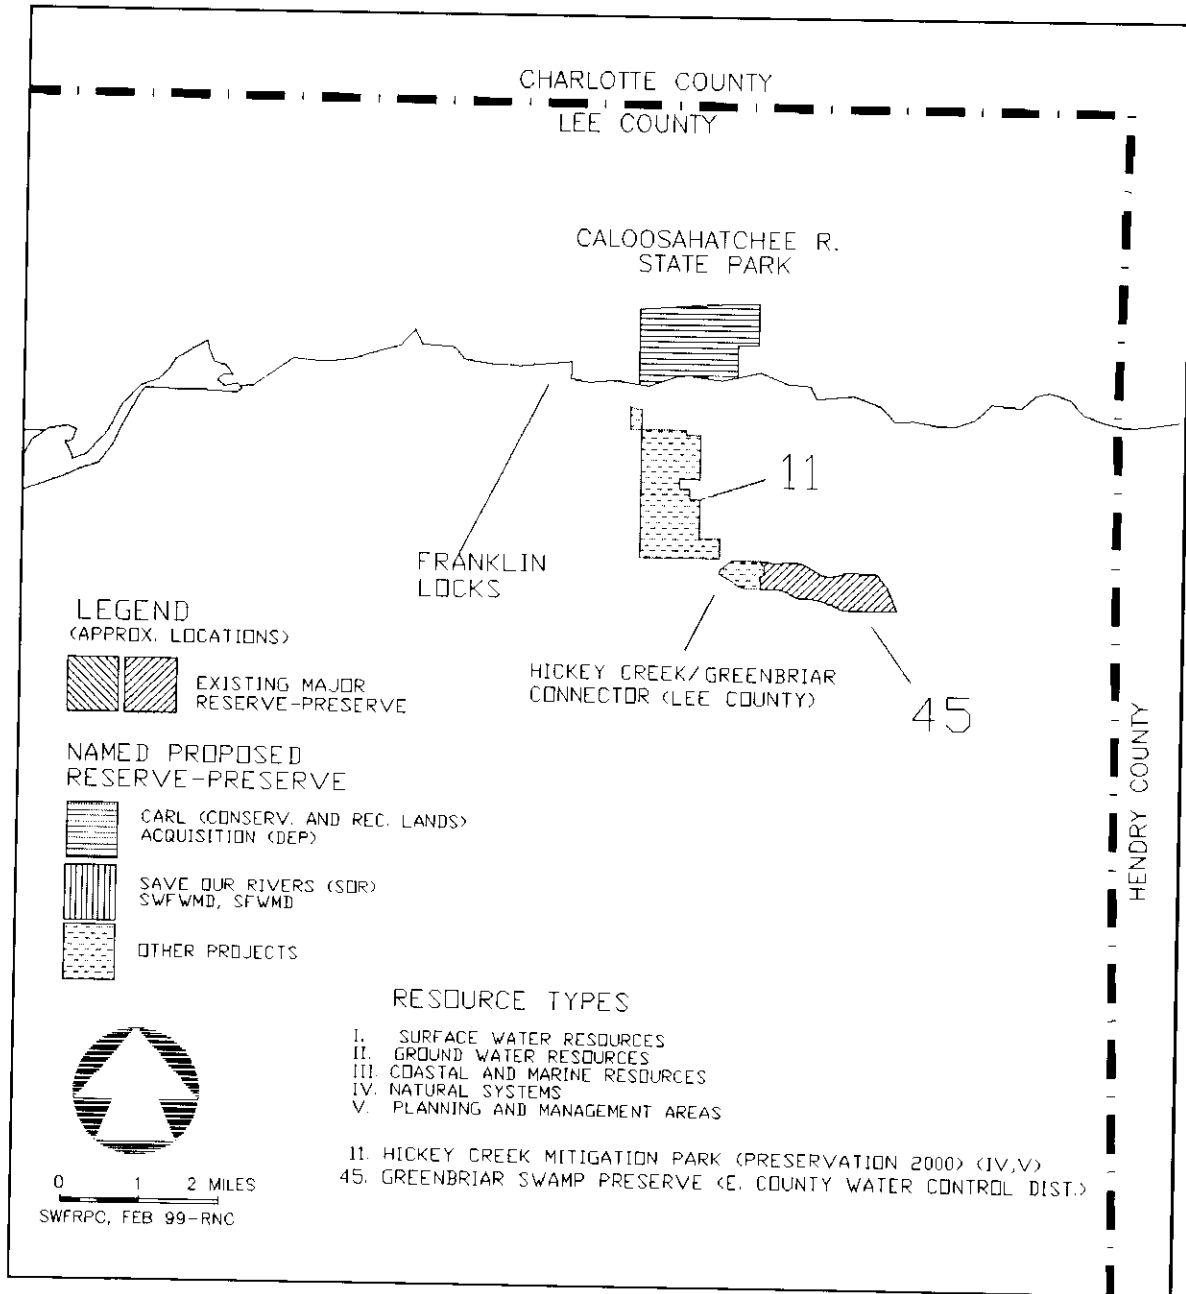 CHARLOTTE COUNTY
LEE COUNTY
CALOOSAHATCHEE R.
STATE PARK
11
FRANKLIN
LOCKS
HICKEY CREEK/GREENBRIAR
CONNECTOR (LEE COUNTY)
45
HENDRY COUNTY
LEGEND
(APPROX. LOCATIONS)
EXISTING MAJOR
RESERVE-PRESERVE
NAMED PROPOSED
RESERVE-PRESERVE
CARL (CONSERV. AND REC. LANDS)
ACQUISITION (DEP)
SAVE OUR RIVERS (SOR)
SWFWMD, SFWMD
OTHER PROJECTS
RESOURCE TYPES
I. SURFACE WATER RESOURCES
II. GROUND WATER RESOURCES
III. COASTAL AND MARINE RESOURCES
IV. NATURAL SYSTEMS
V. PLANNING AND MANAGEMENT AREAS
11. HICKEY CREEK MITIGATION PARK (PRESERVATION 2000) (IV,V)
45. GREENBRIAR SWAMP PRESERVE (E. COUNTY WATER CONTROL DIST.)
0 1 2 MILES
SWFRPC, FEB 99-RNC